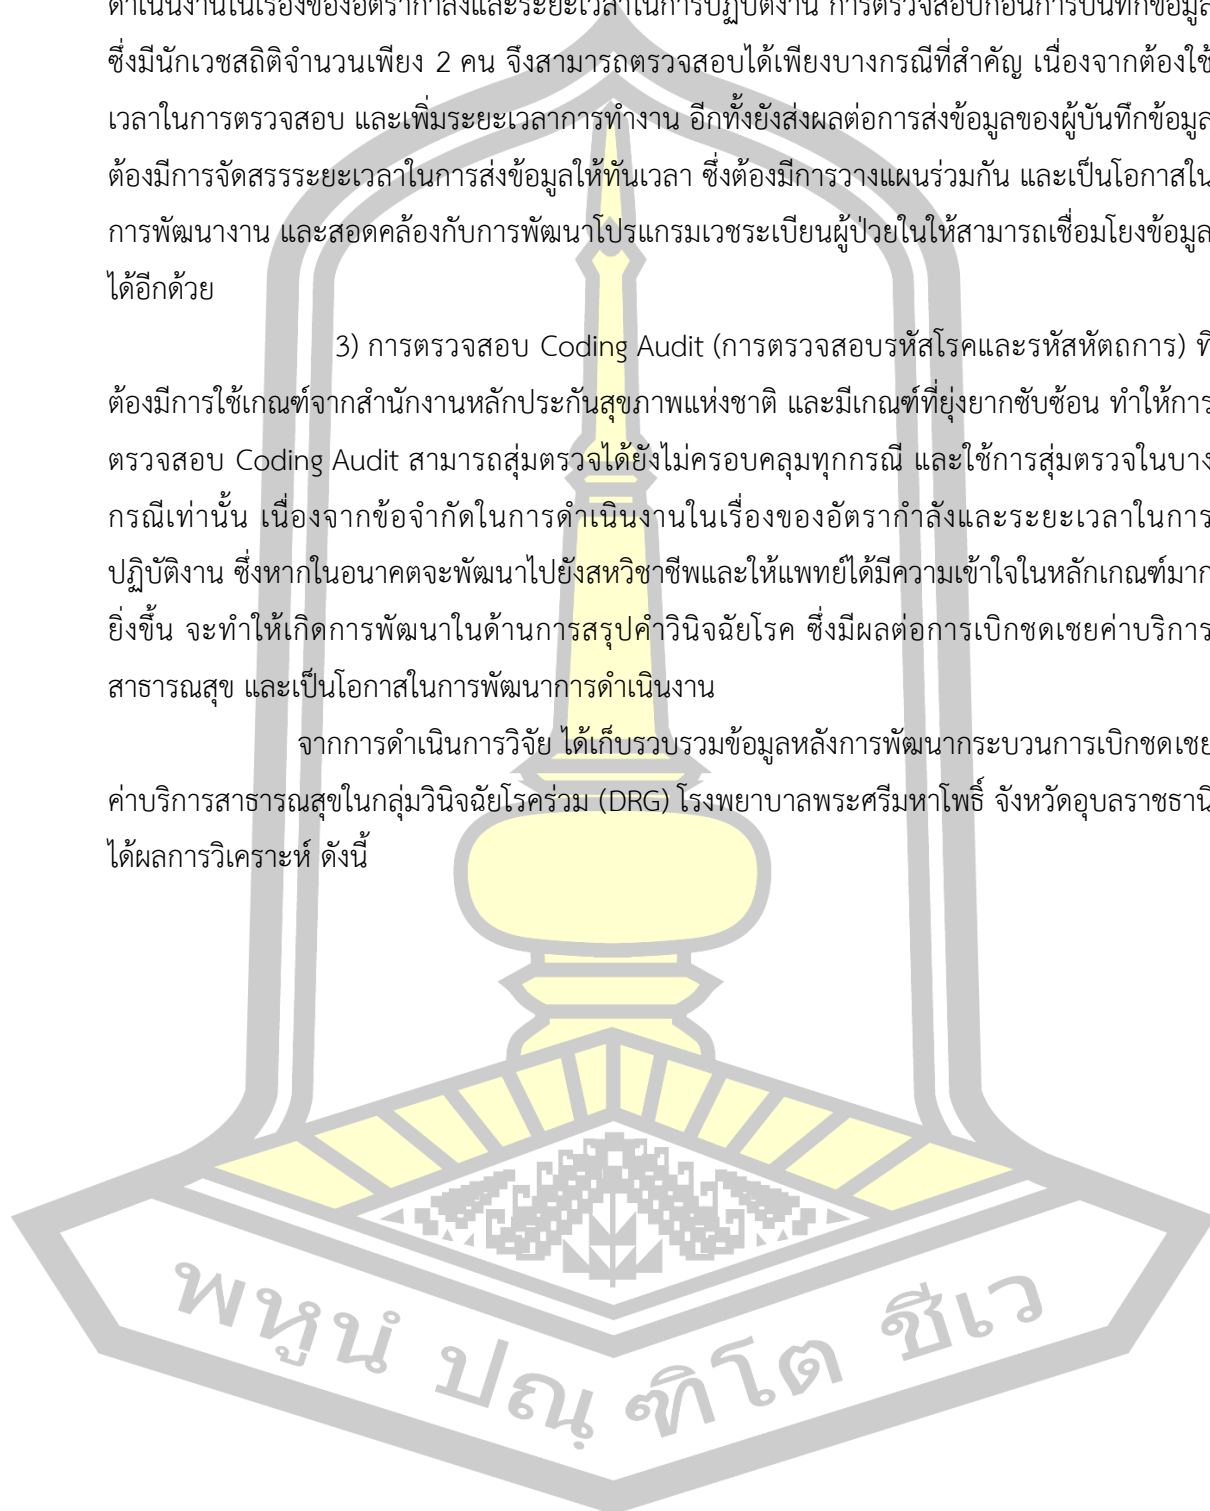 ดำเนินงานในเรื่องของอัตรากำลังและระยะเวลาในการปฏิบัติงาน การตรวจสอบก่อนการบันทึกข้อมูล
ซึ่งมีนักเวชสถิติจำนวนเพียง 2 คน จึงสามารถตรวจสอบได้เพียงบางกรณีที่สำคัญ เนื่องจากต้องใช้
เวลาในการตรวจสอบ และเพิ่มระยะเวลาการทำงาน อีกทั้งยังส่งผลต่อการส่งข้อมูลของผู้บันทึกข้อมูล
ต้องมีการจัดสรรระยะเวลาในการส่งข้อมูลให้ทันเวลา ซึ่งต้องมีการวางแผนร่วมกัน และเป็นโอกาสใน
การพัฒนางาน และสอดคล้องกับการพัฒนาโปรแกรมเวชระเบียนผู้ป่วยในให้สามารถเชื่อมโยงข้อมูล
ได้อีกด้วย
3) การตรวจสอบ Coding Audit (การตรวจสอบรหัสโรคและรหัสหัตถการ) ที่
ต้องมีการใช้เกณฑ์จากสำนักงานหลักประกันสุขภาพแห่งชาติ และมีเกณฑ์ที่ยุ่งยากซับซ้อน ทำให้การ
ตรวจสอบ Coding Audit สามารถสุ่มตรวจได้ยังไม่ครอบคลุมทุกกรณี และใช้การสุ่มตรวจในบาง
กรณีเท่านั้น เนื่องจากข้อจำกัดในการดำเนินงานในเรื่องของอัตรากำลังและระยะเวลาในการ
ปฏิบัติงาน ซึ่งหากในอนาคตจะพัฒนาไปยังสหวิชาชีพและให้แพทย์ได้มีความเข้าใจในหลักเกณฑ์มาก
ยิ่งขึ้น จะทำให้เกิดการพัฒนาในด้านการสรุปคำวินิจฉัยโรค ซึ่งมีผลต่อการเบิกชดเชยค่าบริการ
สาธารณสุข และเป็นโอกาสในการพัฒนาการดำเนินงาน
จากการดำเนินการวิจัย ได้เก็บรวบรวมข้อมูลหลังการพัฒนากระบวนการเบิกชดเชย
ค่าบริการสาธารณสุขในกลุ่มวินิจฉัยโรคร่วม (DRG) โรงพยาบาลพระศรีมหาโพธิ์ จังหวัดอุบลราชธานี
ได้ผลการวิเคราะห์ ดังนี้
พหูนํ ปณฺฑิโต ชีเว